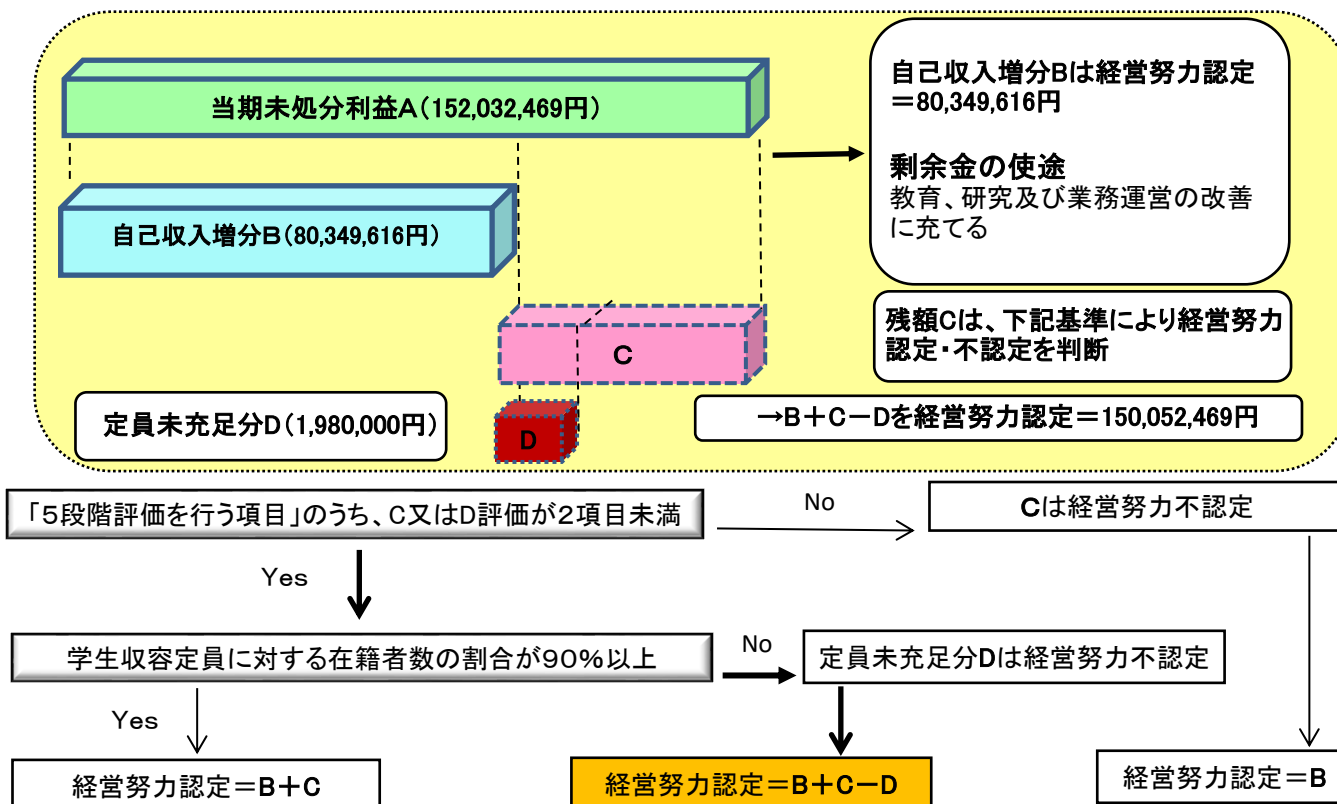 当期未処分利益A(152,032,469円)
自己収入増分Bは経営努力認定
=80,349,616円
剰余金の使途
教育、研究及び業務運営の改善
に充てる
自己収入増分B(80,349,616円)
残額Cは、下記基準により経営努力
認定・不認定を判断
C
定員未充足分D(1,980,000円)
D
→B+C-Dを経営努力認定=150,052,469円
「5段階評価を行う項目」のうち、C又はD評価が2項目未満
No
Cは経営努力不認定
Yes
学生収容定員に対する在籍者数の割合が90%以上
No
定員未充足分Dは経営努力不認定
Yes
経営努力認定=B+C
経営努力認定=B+C-D
経営努力認定=B